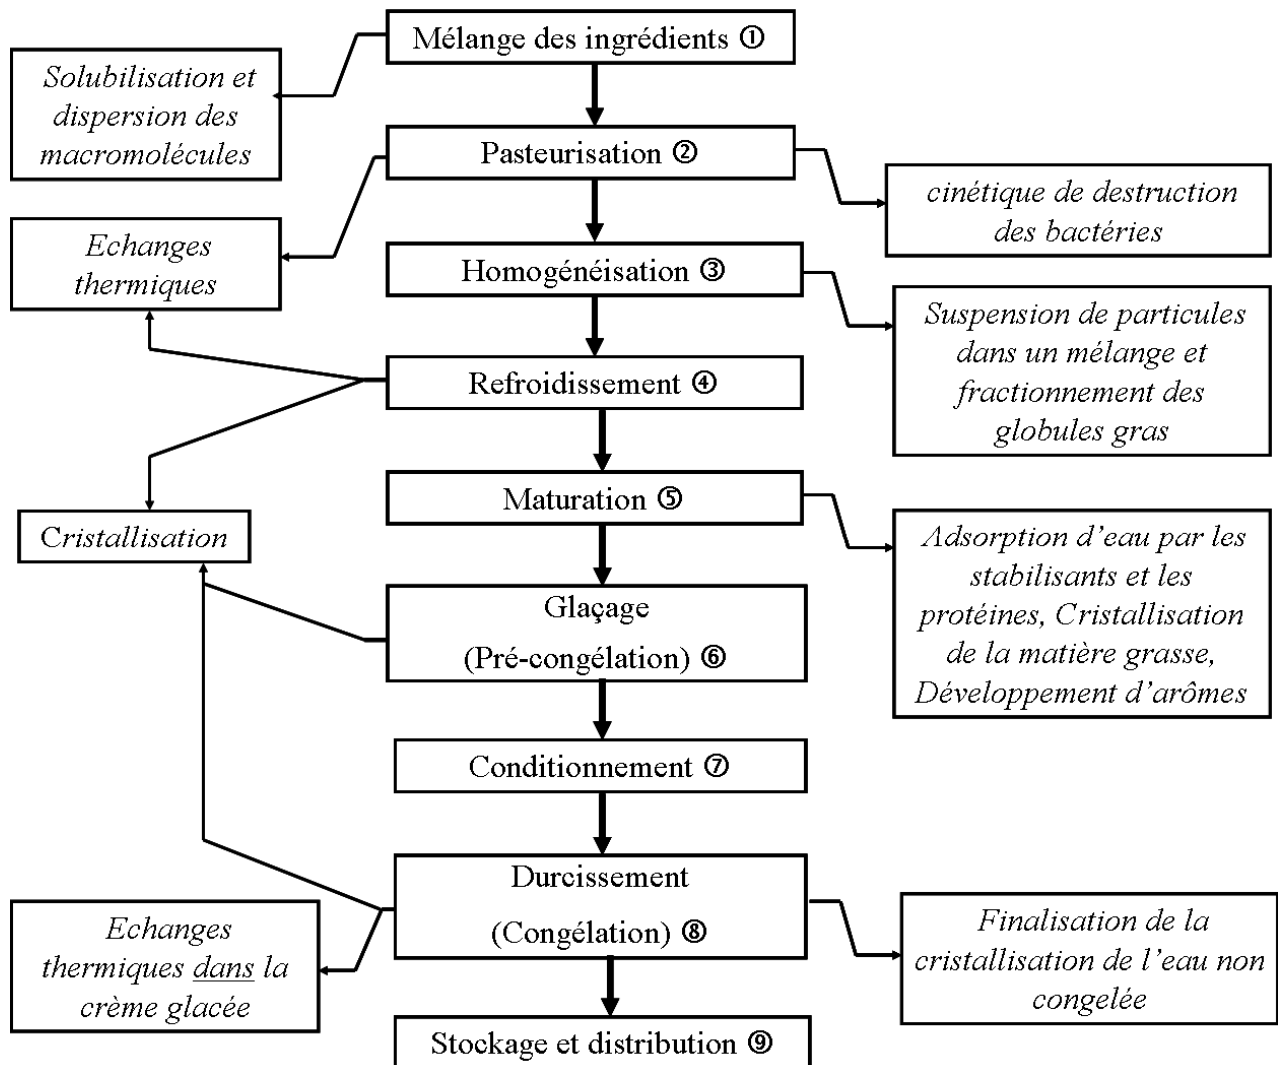 Mélange des ingrédients ①
Solubilisation et
dispersion des
macromolécules
Pasteurisation ②
cinétique de destruction
des bactéries
Echanges
thermiques
Homogénéisation ③
Suspension de particules
dans un mélange et
fractionnement des
globules gras
Refroidissement ④
Maturation ⑤
Cristallisation
Adsorption d'eau par les
stabilisants et les
protéines, Cristallisation
de la matière grasse,
Développement d'arômes
Glaçage
(Pré-congélation) ⑥
Conditionnement ⑦
Durcissement
(Congélation) ⑧
Echanges
thermiques dans la
crème glacée
Finalisation de la
cristallisation de l'eau non
congelée
Stockage et distribution ⑨